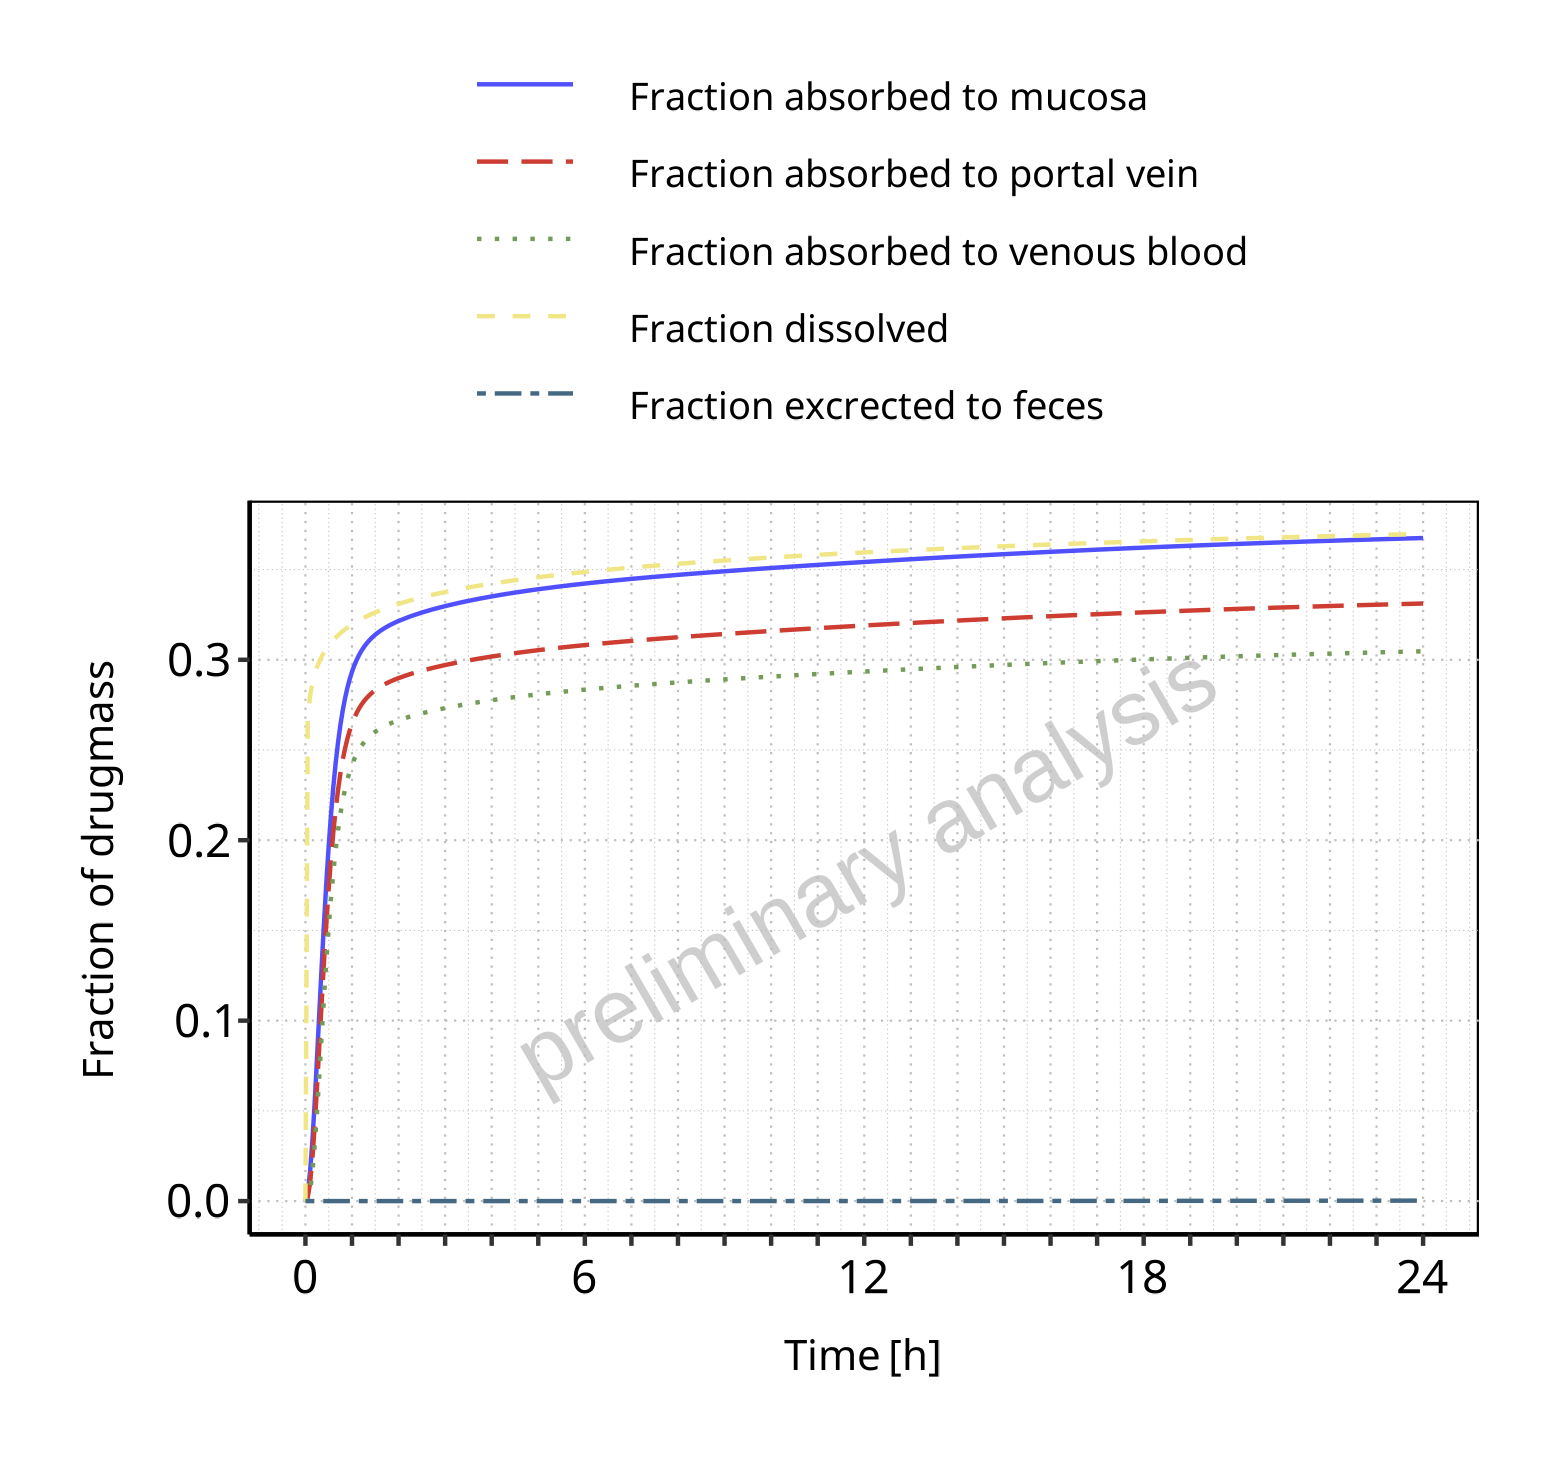 Fraction absorbed to mucosa
Fraction absorbed to portal vein
Fraction absorbed to venous blood
Fraction dissolved
Fraction excrected to feces
Fraction of drugmass
0.3
0.2
0.1
0.0
preliminary analysis
0 6 12 18 24
Time [h]